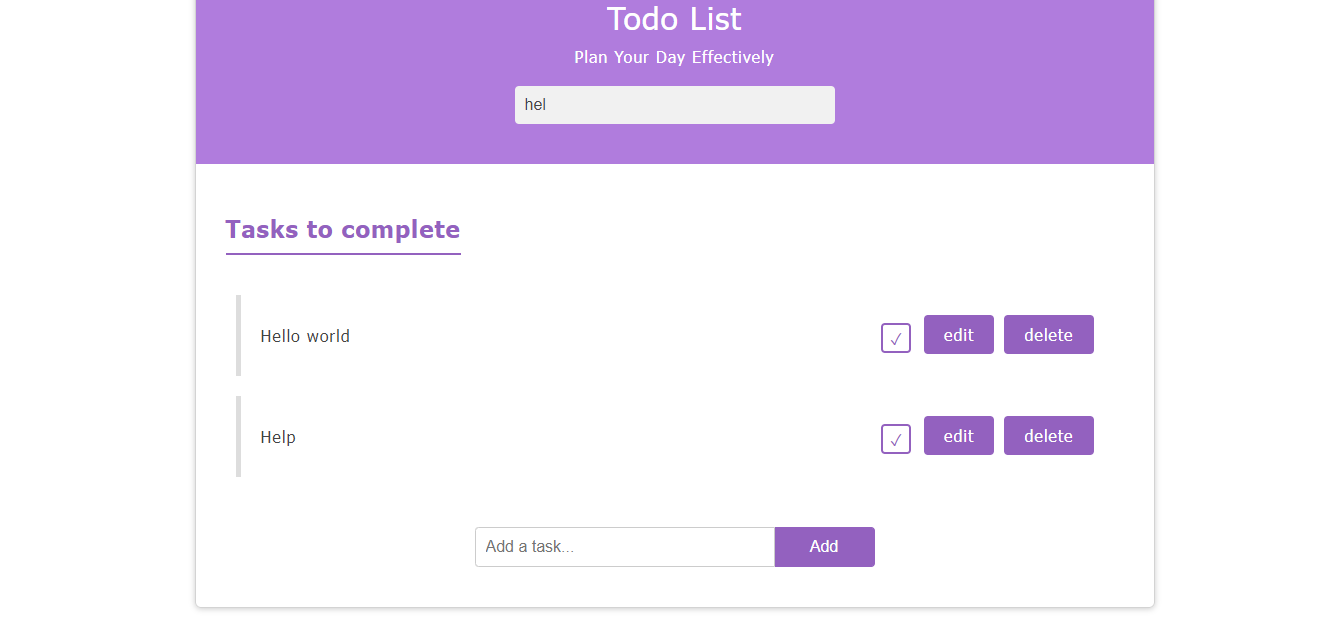 Todo List
Plan Your Day Effectively
hel
Tasks to complete
Hello world ✓ edit delete
Help ✓ edit delete
Add a task... Add